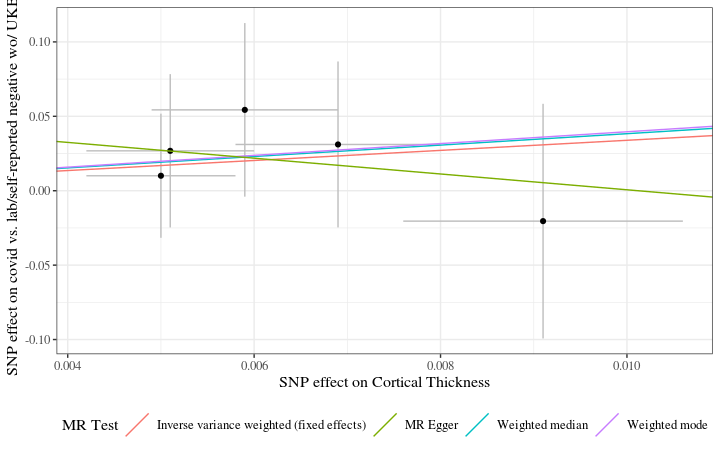 SNP effect on covid vs. lab/self-reported negative wo/ UKE
0.10
0.05
0.00
-0.05
-0.10
0.004
0.006
0.008
0.010
SNP effect on Cortical Thickness
MR Test
Inverse variance weighted (fixed effects)
MR Egger
Weighted median
Weighted mode